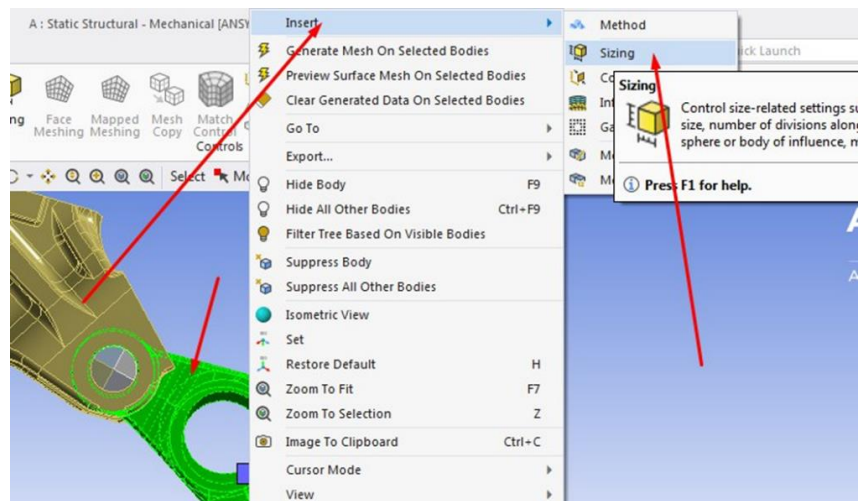 A : Static Structural - Mechanical [ANSY
Insert
Method
Generate Mesh On Selected Bodies
Sizing
ick Launch
Preview Surface Mesh On Selected Bodies
Sizing
Clear Generated Data On Selected Bodies
Control size-related settings su
size, number of divisions along
sphere or body of influence, m
Face Meshing
Mapped Meshing
Mesh Copy
Match Control
Controls
Go To
Export...
Press F1 for help.
Select
Hide Body F9
Hide All Other Bodies Ctrl+F9
Filter Tree Based On Visible Bodies
Suppress Body
Suppress All Other Bodies
Isometric View
Set
Restore Default H
Zoom To Fit F7
Zoom To Selection Z
Image To Clipboard Ctrl+C
Cursor Mode
View